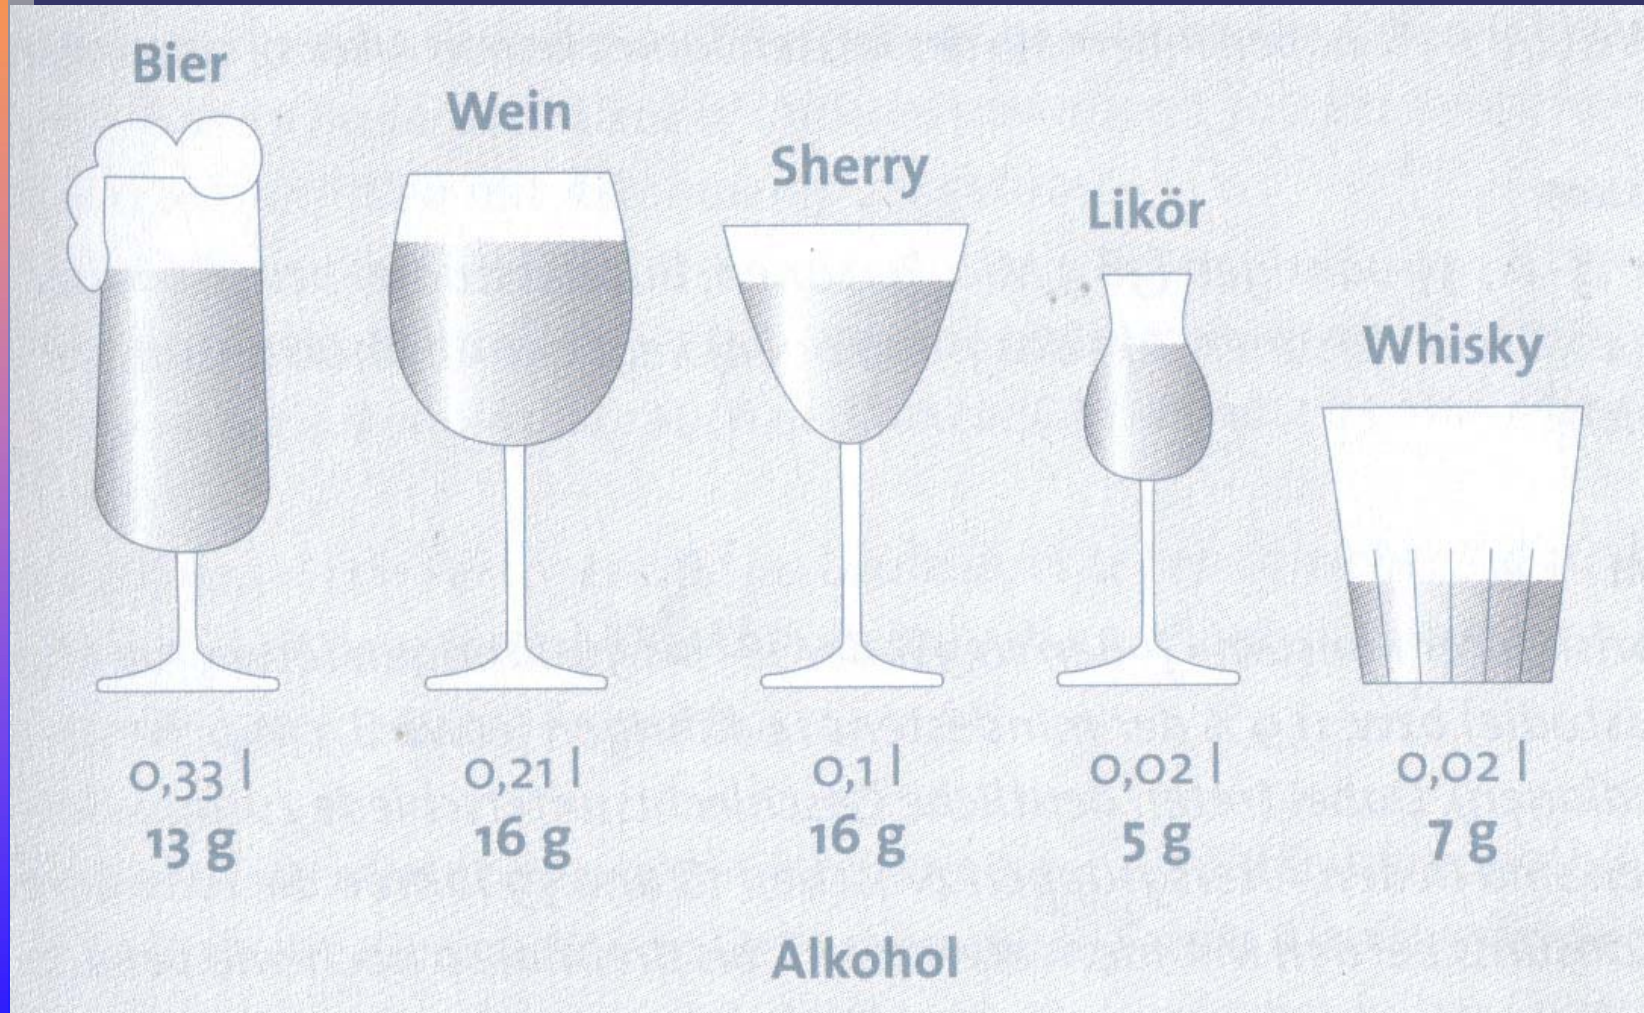 Bier
Wein
Sherry
Likör
Whisky
0,33 l
0,21 l
0,1 l
0,02 l
0,02 l
13 g
16 g
16 g
5 g
7 g
Alkohol